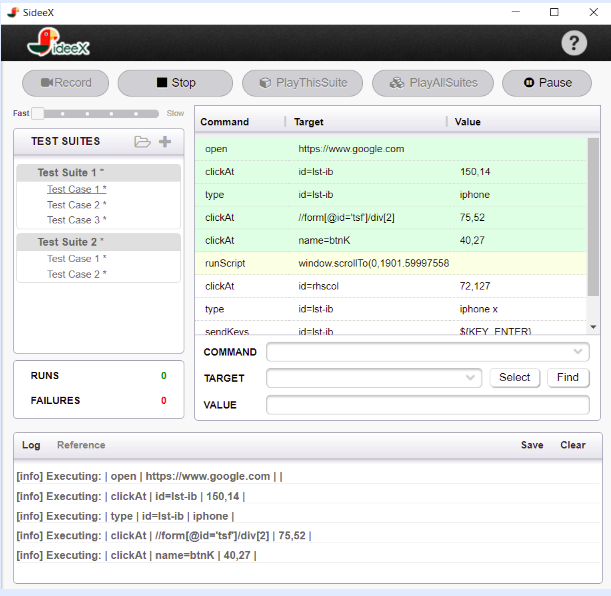 SideeX
SideeX
?
Record
Stop
PlayThisSuite
PlayAllSuites
Pause
Fast
Slow
TEST SUITES
Test Suite 1 *
Test Case 1 *
Test Case 2 *
Test Case 3 *
Test Suite 2 *
Test Case 1 *
Test Case 2 *
RUNS 0
FAILURES 0
Command Target Value
open https://www.google.com
clickAt id=lst-ib 150,14
type id=lst-ib iphone
clickAt //form[@id='tsf']/div[2] 75,52
clickAt name=btnK 40,27
runScript window.scrollTo(0,1901.59997558
clickAt id=rhscol 72,127
type id=lst-ib iphone x
sendKeys id=lst-ib ${KEY_ENTER}
COMMAND
TARGET Select Find
VALUE
Log Reference Save Clear
[info] Executing: | open | https://www.google.com | |
[info] Executing: | clickAt | id=lst-ib | 150,14 |
[info] Executing: | type | id=lst-ib | iphone |
[info] Executing: | clickAt | //form[@id='tsf']/div[2] | 75,52 |
[info] Executing: | clickAt | name=btnK | 40,27 |